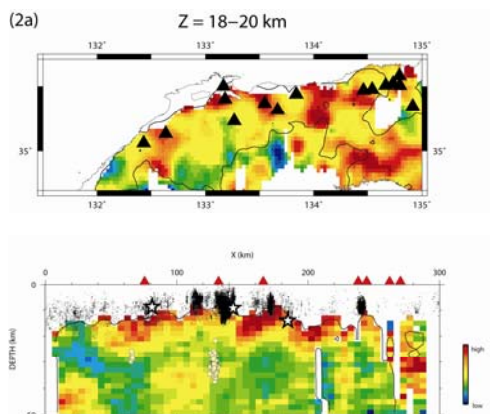 (2a)
Z = 18–20 km
132° 133° 134° 135°
35° 35°
132° 133° 134° 135°
X (km)
0 100 200 300
0
DEPTH (km)
high
low